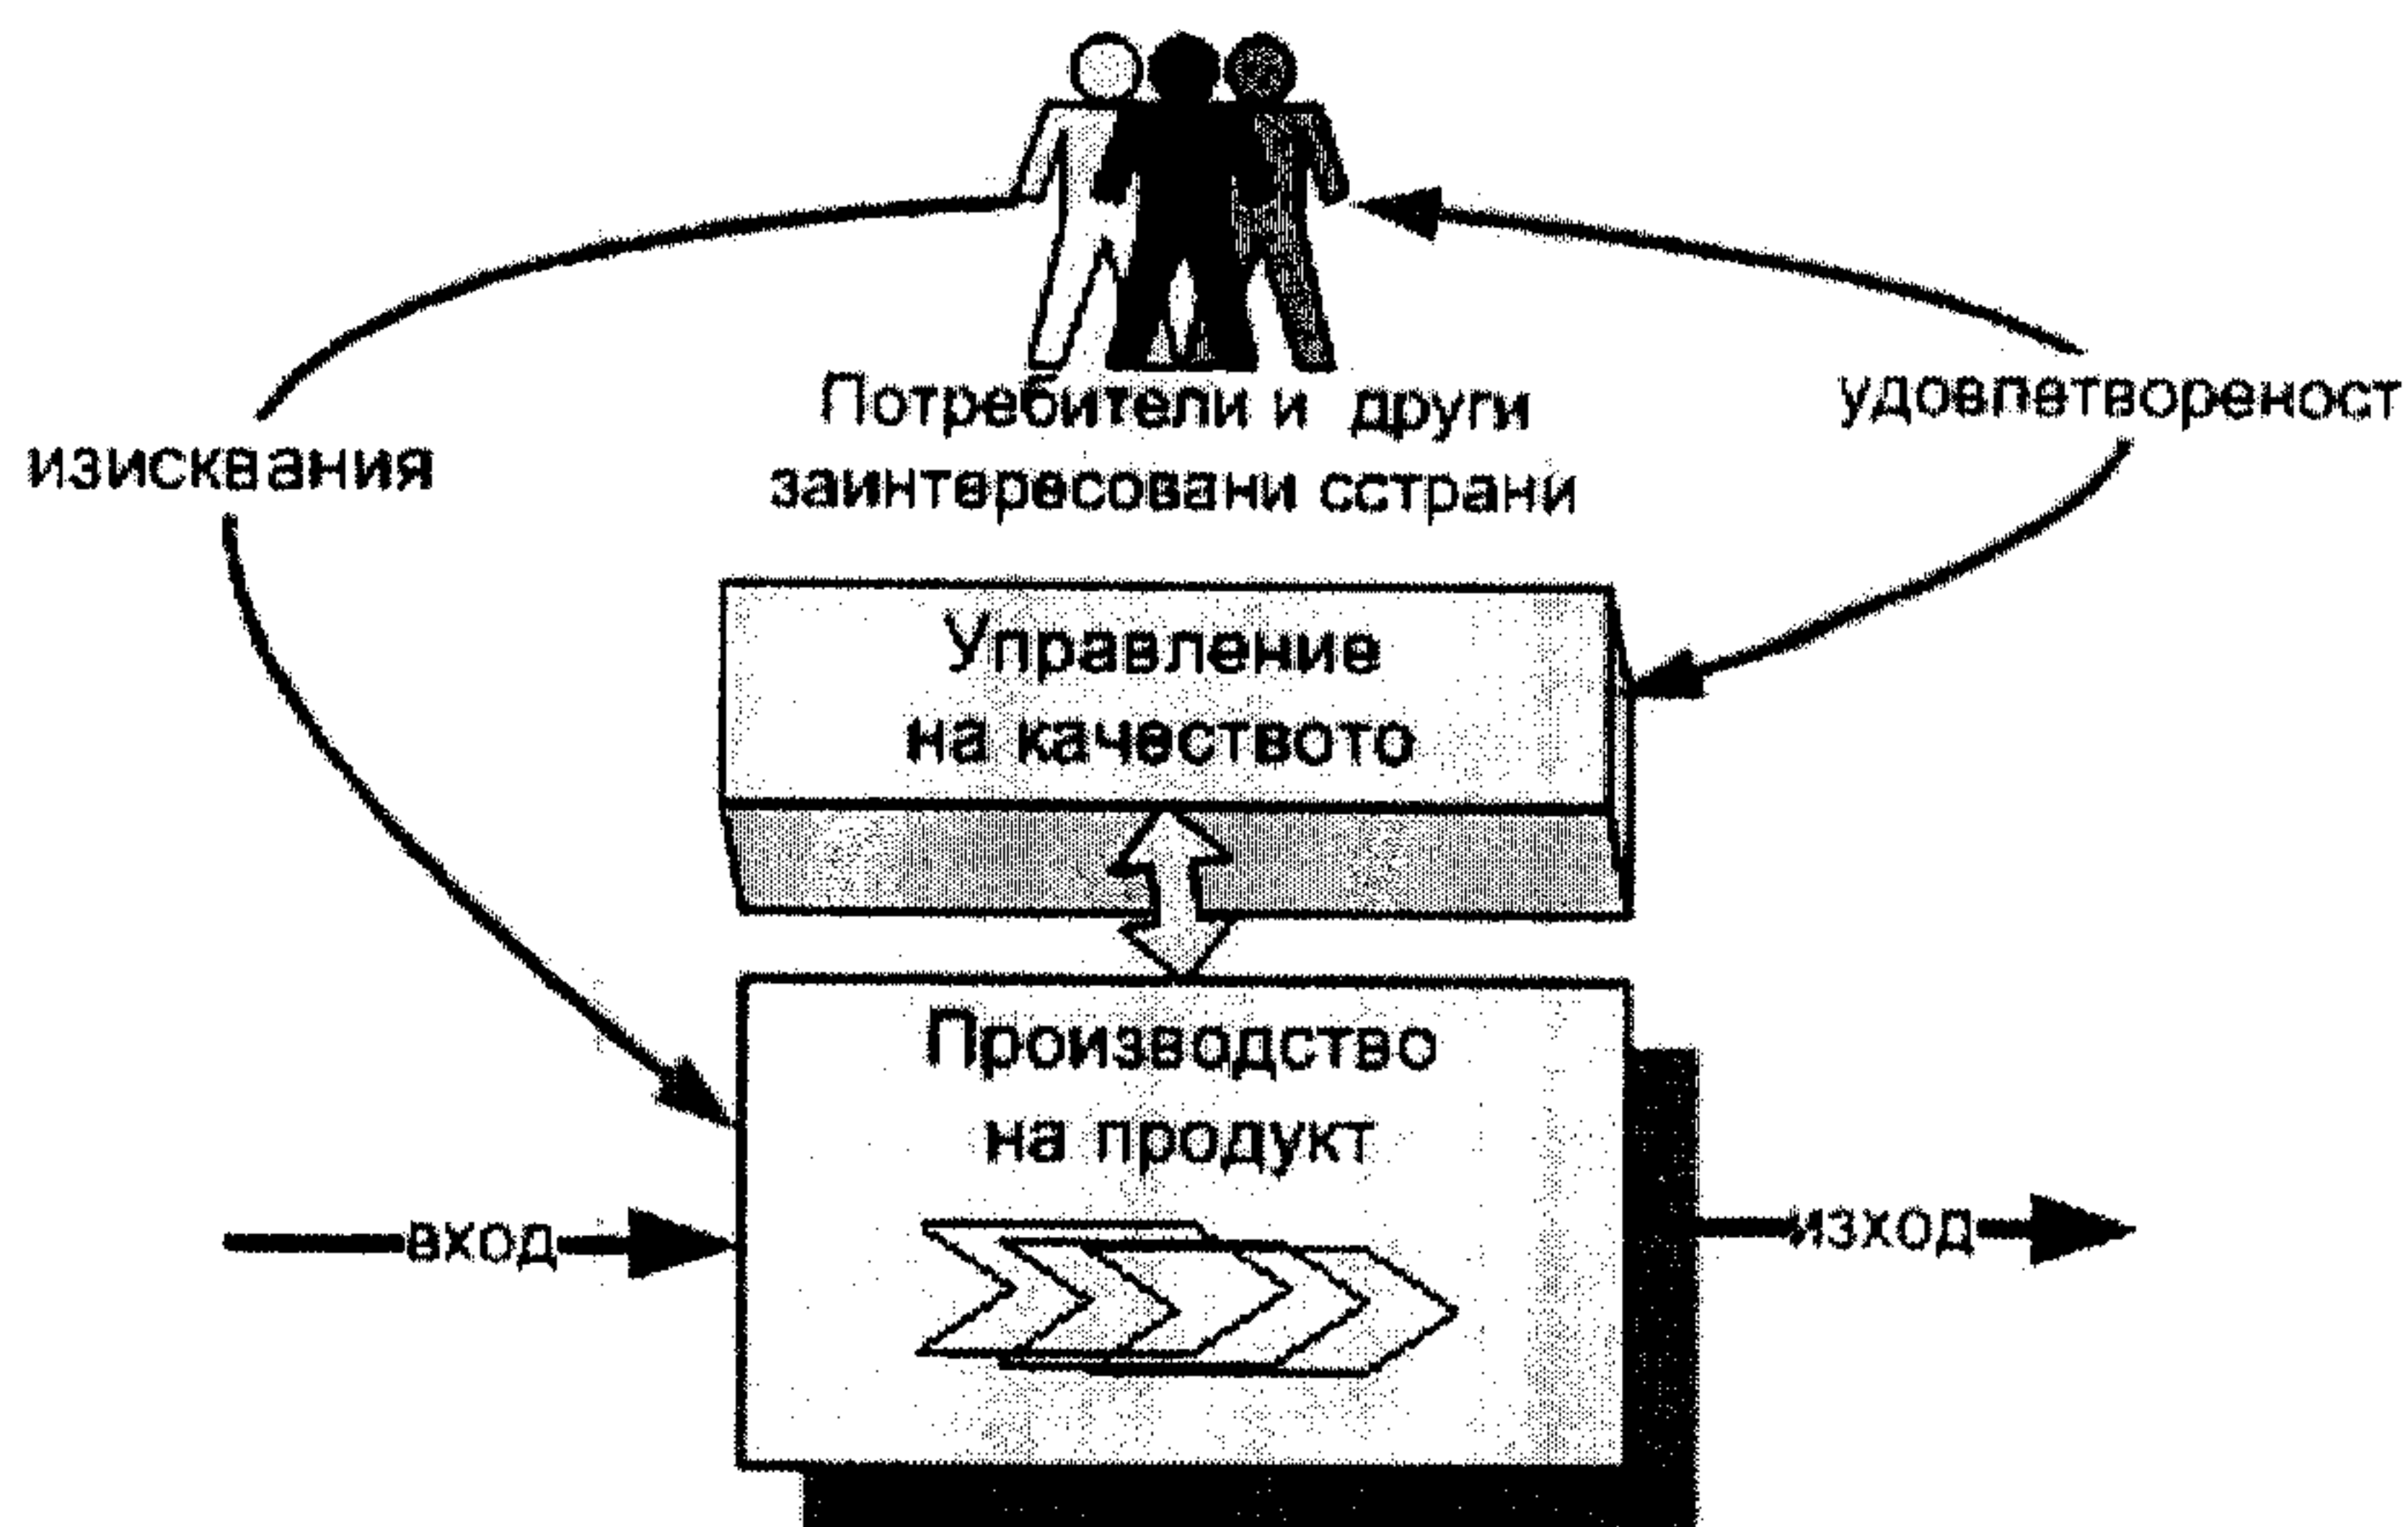 Потребители и други
заинтересовани сстрани
удовлетвореност
изисквания
Управление
на качеството
Производство
на продукт
вход
изход